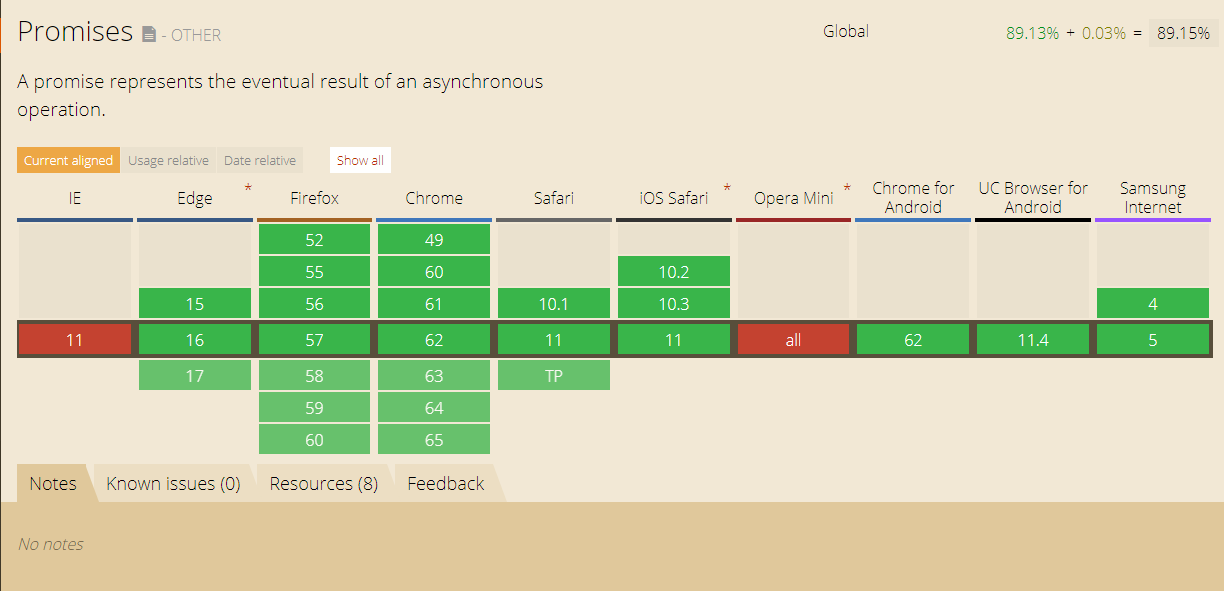 Promises - OTHER
Global 89.13% + 0.03% = 89.15%
A promise represents the eventual result of an asynchronous
operation.
Current aligned Usage relative Date relative Show all
IE Edge * Firefox Chrome Safari iOS Safari * Opera Mini * Chrome for Android UC Browser for Android Samsung Internet
52 49
55 60 10.2
15 56 61 10.1 10.3 4
11 16 57 62 11 11 all 62 11.4 5
17 58 63 TP
59 64
60 65
Notes Known issues (0) Resources (8) Feedback
No notes